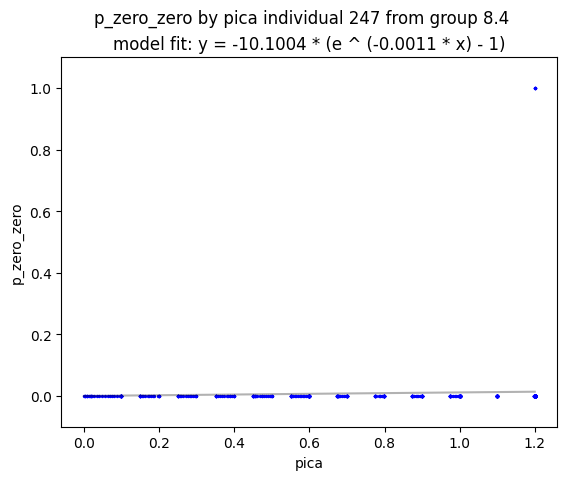 p_zero_zero by pica individual 247 from group 8.4
model fit: y = -10.1004 * (e ^ (-0.0011 * x) - 1)
1.0
0.8
0.6
0.4
0.2
0.0
p_zero_zero
0.0 0.2 0.4 0.6 0.8 1.0 1.2
pica